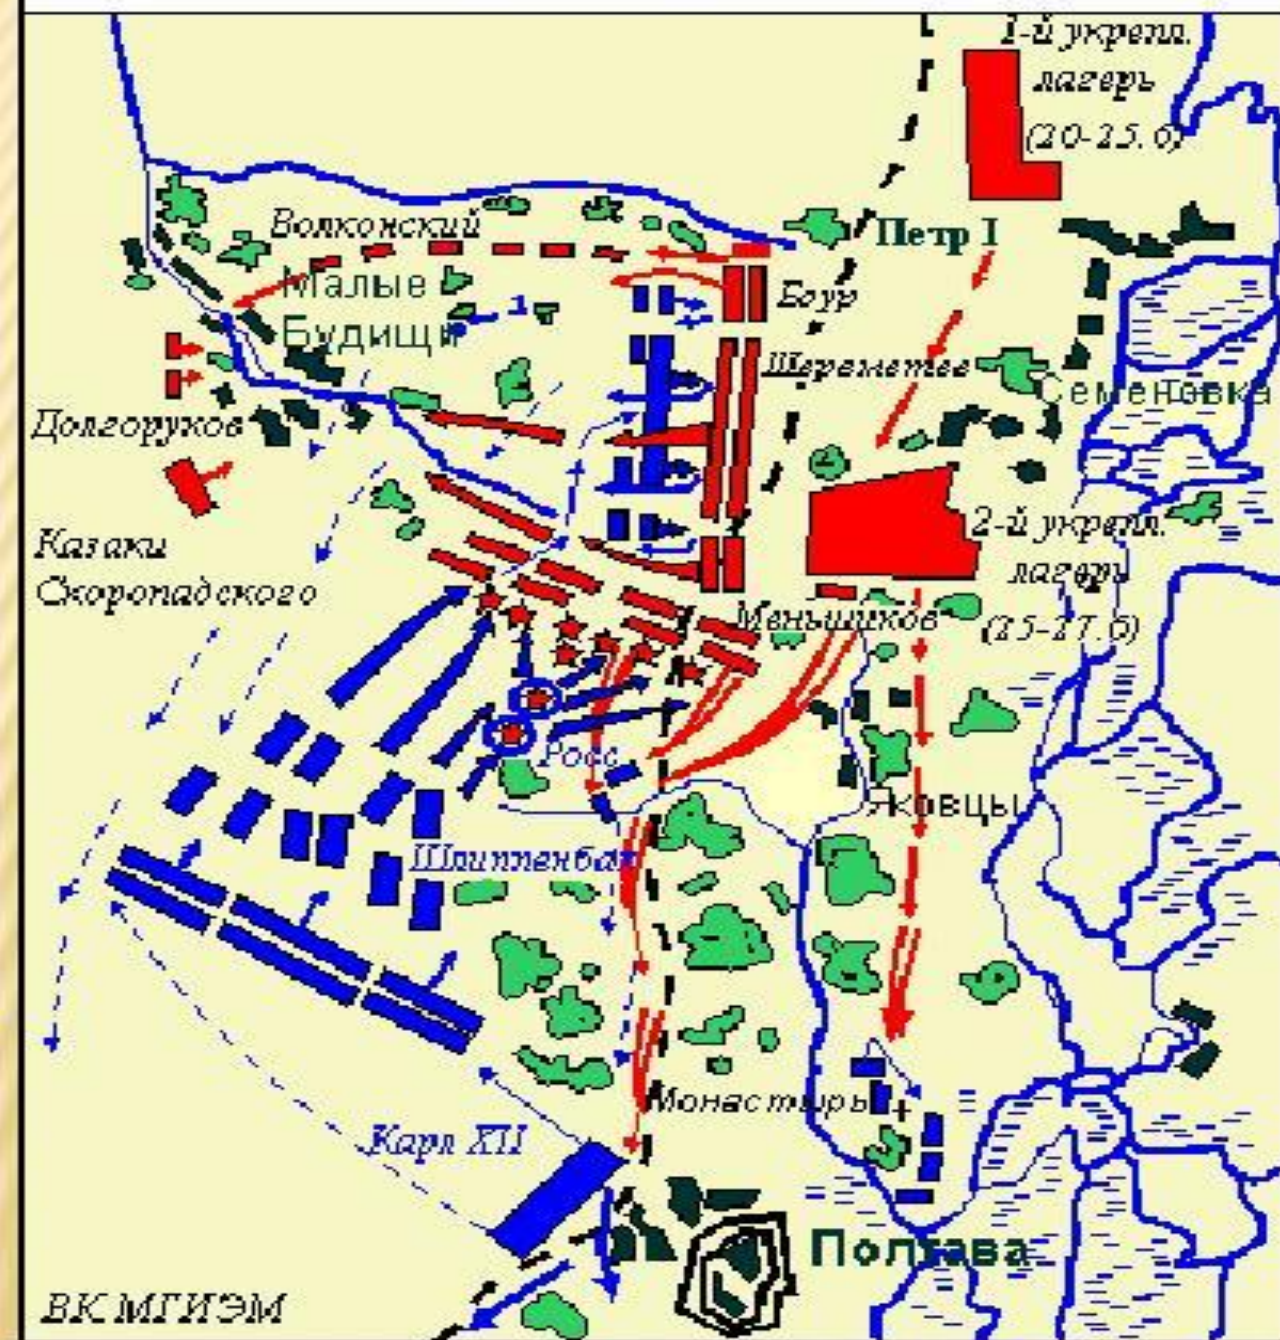 1-й укрепл.
лагерь
(20-25.6)
Волконский
Петр I
Малые
Будищи
Боур
Шереметев
Семеновка
Долгоруков
2-й укрепл.
лагерь
(25-27.6)
Казаки
Скоропадского
Меньшиков
Росс
Яковцы
Шлиппенбах
Монастырь
Карл XII
Полтава
ВК МГИЭМ